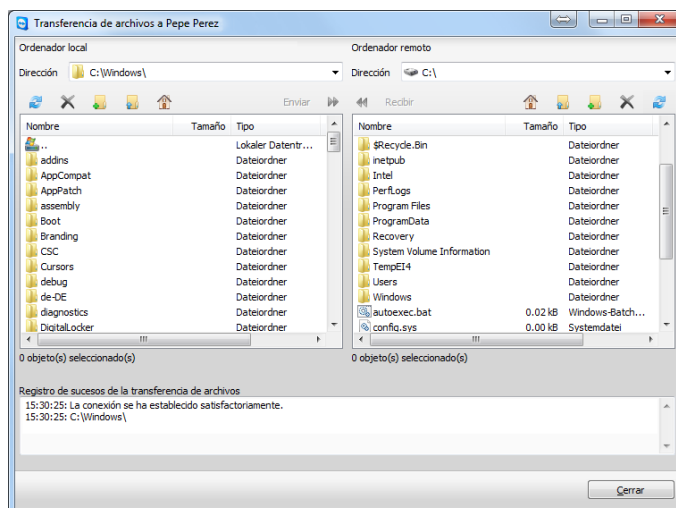 Transferencia de archivos a Pepe Perez
Ordenador local
Dirección C:\Windows\
Enviar
Nombre Tamaño Tipo
.. Lokaler Datentr...
addins Dateiordner
AppCompat Dateiordner
AppPatch Dateiordner
assembly Dateiordner
Boot Dateiordner
Branding Dateiordner
CSC Dateiordner
Cursors Dateiordner
debug Dateiordner
de-DE Dateiordner
diagnostics Dateiordner
DigitalLocker Dateiordner
0 objeto(s) seleccionado(s)
Ordenador remoto
Dirección C:\
Recibir
Nombre Tamaño Tipo
$Recycle.Bin Dateiordner
inetpub Dateiordner
Intel Dateiordner
PerfLogs Dateiordner
Program Files Dateiordner
ProgramData Dateiordner
Recovery Dateiordner
System Volume Information Dateiordner
TempEI4 Dateiordner
Users Dateiordner
Windows Dateiordner
autoexec.bat 0.02 kB Windows-Batch...
config.sys 0.00 kB Systemdatei
0 objeto(s) seleccionado(s)
Registro de sucesos de la transferencia de archivos
15:30:25: La conexión se ha establecido satisfactoriamente.
15:30:25: C:\Windows\
Cerrar